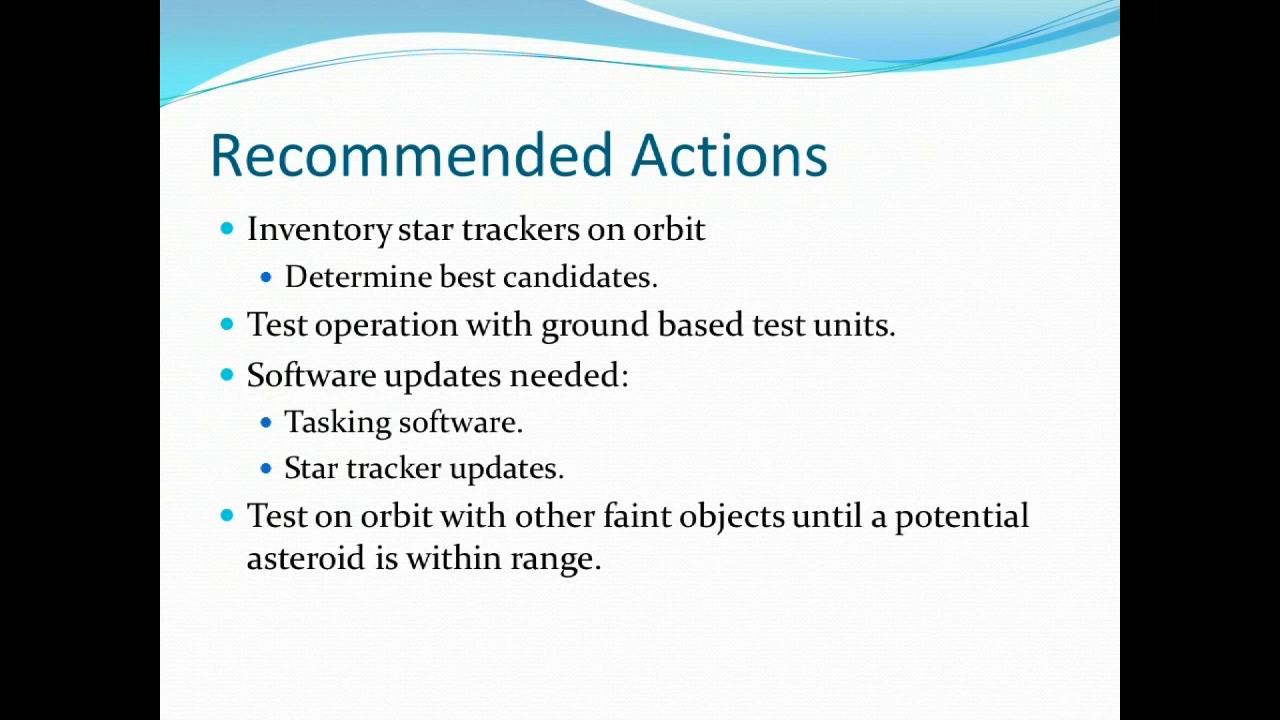 Recommended Actions
Inventory star trackers on orbit
Determine best candidates.
Test operation with ground based test units.
Software updates needed:
Tasking software.
Star tracker updates.
Test on orbit with other faint objects until a potential
asteroid is within range.